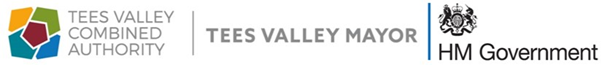 TEES VALLEY
COMBINED
AUTHORITY
TEES VALLEY MAYOR
HM Government